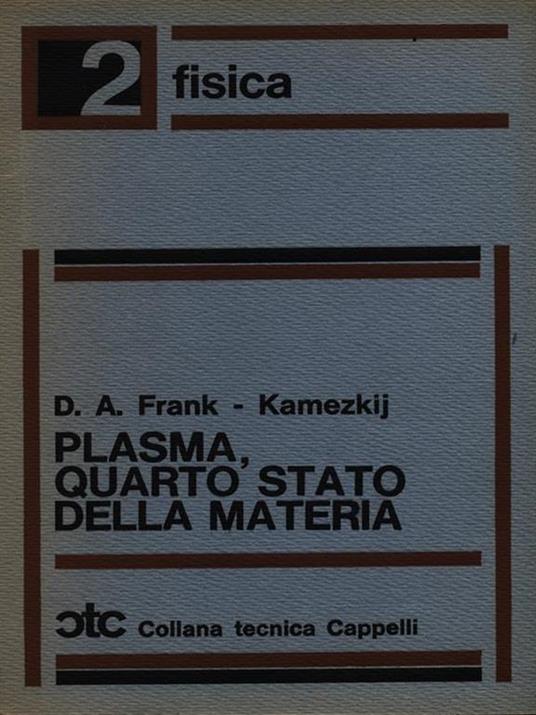 2 fisica
D. A. Frank - Kamezkij
PLASMA,
QUARTO STATO
DELLA MATERIA
ctc Collana tecnica Cappelli